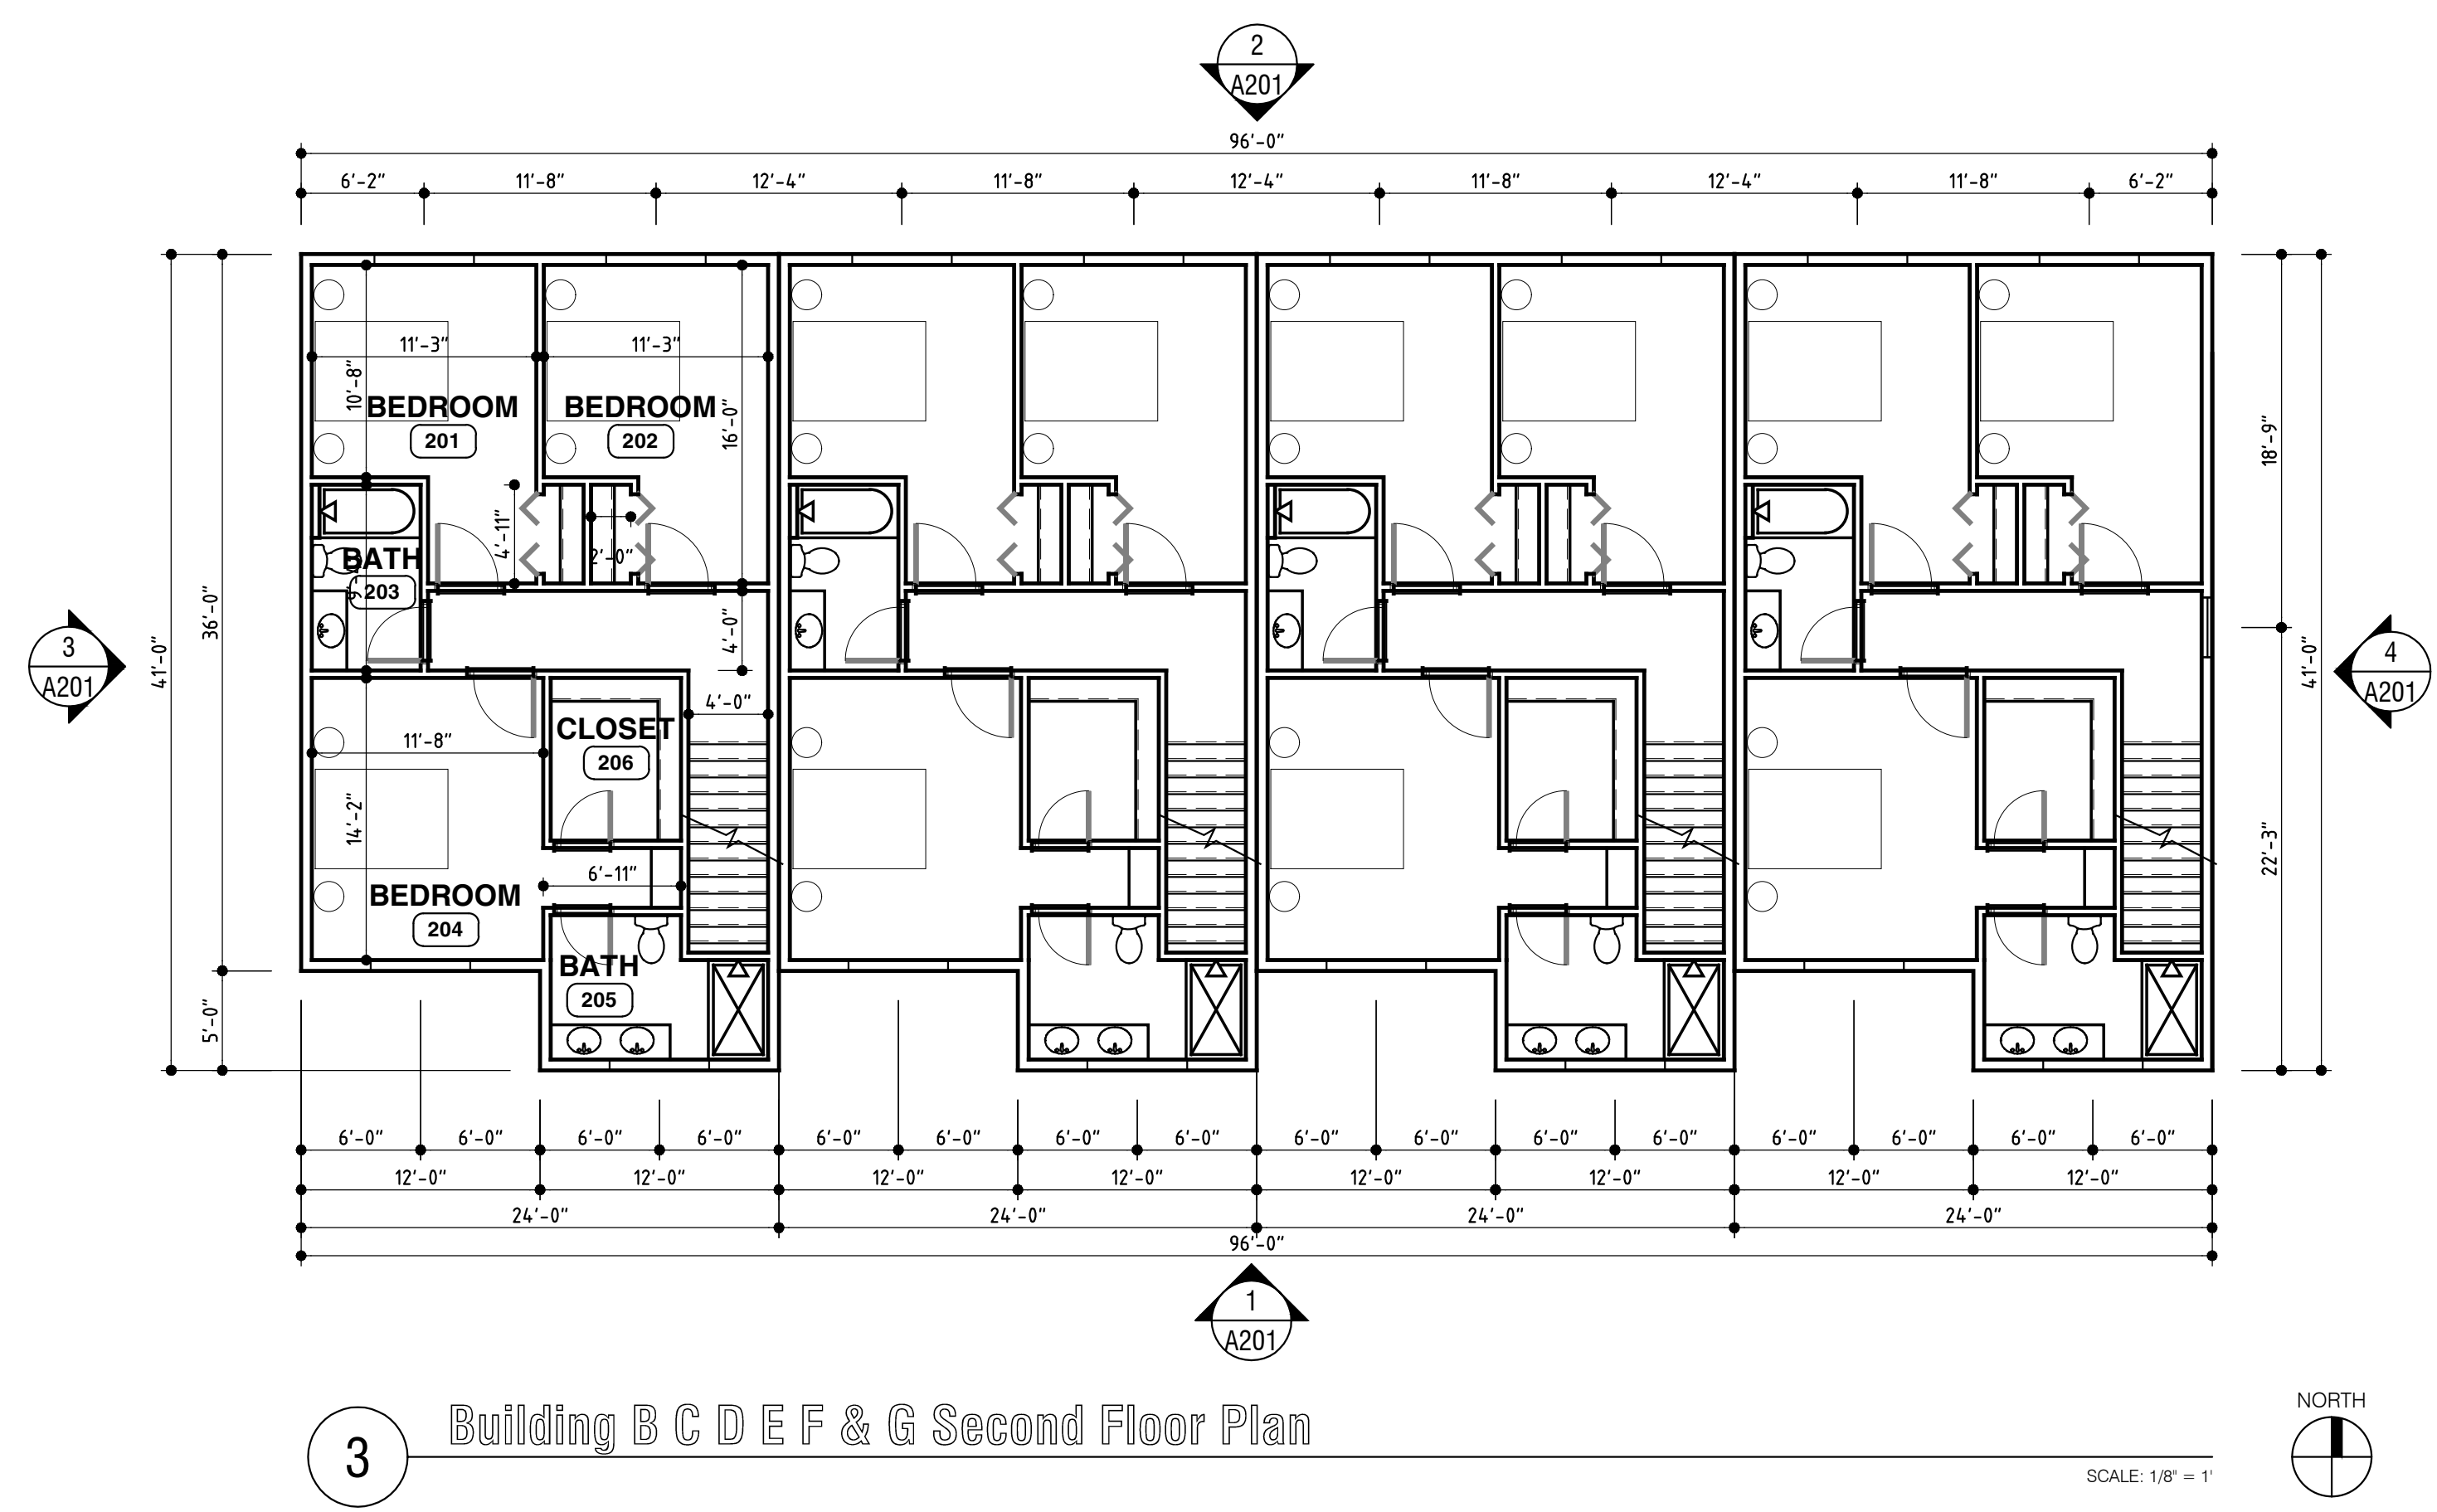 2
A201
96'-0"
6'-2" 11'-8" 12'-4" 11'-8" 12'-4" 11'-8" 12'-4" 11'-8" 6'-2"
11'-3" 11'-3"
10'-8"
BEDROOM BEDROOM
201 202
16'-0"
18'-9"
4'-11"
2'-0"
BATH
203
36'-0"
41'-0"
4'-0"
3
A201
41'-0"
4
A201
4'-0"
CLOSET
206
11'-8"
14'-2"
22'-3"
6'-11"
BEDROOM
204
BATH
205
5'-0"
6'-0" 6'-0" 6'-0" 6'-0" 6'-0" 6'-0" 6'-0" 6'-0" 6'-0" 6'-0" 6'-0" 6'-0" 6'-0" 6'-0" 6'-0" 6'-0"
12'-0" 12'-0" 12'-0" 12'-0" 12'-0" 12'-0" 12'-0" 12'-0"
24'-0" 24'-0" 24'-0" 24'-0"
96'-0"
1
A201
3
Building B C D E F & G Second Floor Plan
NORTH
SCALE: 1/8" = 1'